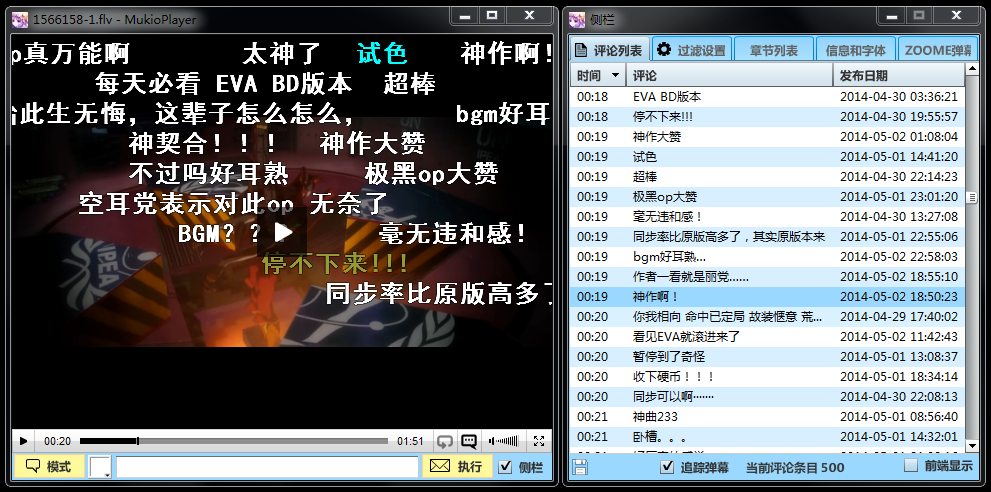 1566158-1.flv - MukioPlayer
p真万能啊 太神了 试色 神作啊!
每天必看 EVA BD版本 超棒
此生无悔，这辈子怎么怎么， bgm好耳
神契合！！！ 神作大赞
不过吗好耳熟 极黑op大赞
空耳党表示对此op 无奈了
BGM？？ 毫无违和感！
停不下来!!!
同步率比原版高多了
00:20 01:51
模式 执行 侧栏
侧栏
评论列表 过滤设置 章节列表 信息和字体 ZOOME弹幕
时间 评论 发布日期
00:18 EVA BD版本 2014-04-30 03:36:21
00:18 停不下来!!! 2014-04-30 19:55:57
00:19 神作大赞 2014-05-02 01:08:04
00:19 试色 2014-05-01 14:41:20
00:19 超棒 2014-04-30 22:14:23
00:19 极黑op大赞 2014-05-01 23:01:20
00:19 毫无违和感！ 2014-04-30 13:27:08
00:19 同步率比原版高多了，其实原版本来 2014-05-01 22:55:06
00:19 bgm好耳熟... 2014-05-02 22:58:03
00:19 作者一看就是丽党...... 2014-05-02 18:55:10
00:19 神作啊！ 2014-05-02 18:50:23
00:20 你我相向 命中已定局 故装惬意 荒... 2014-04-29 17:40:02
00:20 看见EVA就滚进来了 2014-05-02 11:42:43
00:20 暂停到了奇怪 2014-05-01 13:08:37
00:20 收下硬币！！！ 2014-05-01 18:34:14
00:20 同步可以啊······· 2014-04-30 22:08:13
00:21 神曲233 2014-05-01 08:56:40
00:21 卧槽。。。 2014-05-01 14:32:01
追踪弹幕 当前评论条目 500 前端显示